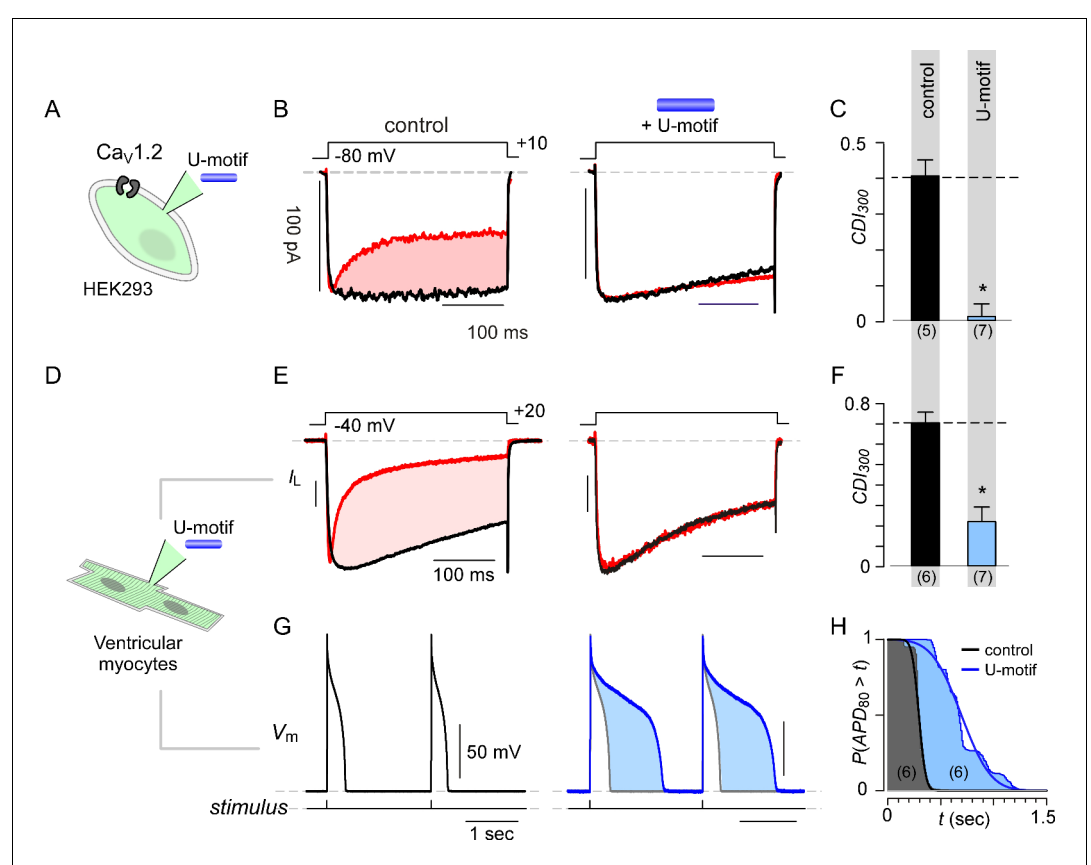 A
CaV1.2
U-motif
HEK293
B
control
+ U-motif
-80 mV
+10
100 pA
100 ms
C
control
U-motif
0.5
CDI300
*
0
(5)
(7)
D
U-motif
Ventricular
myocytes
E
-40 mV
+20
IL
100 ms
F
0.8
CDI300
*
0
(6)
(7)
G
Vm
50 mV
stimulus
1 sec
H
1
control
U-motif
P(APD80 > t)
(6)
(6)
0
0
t (sec)
1.5